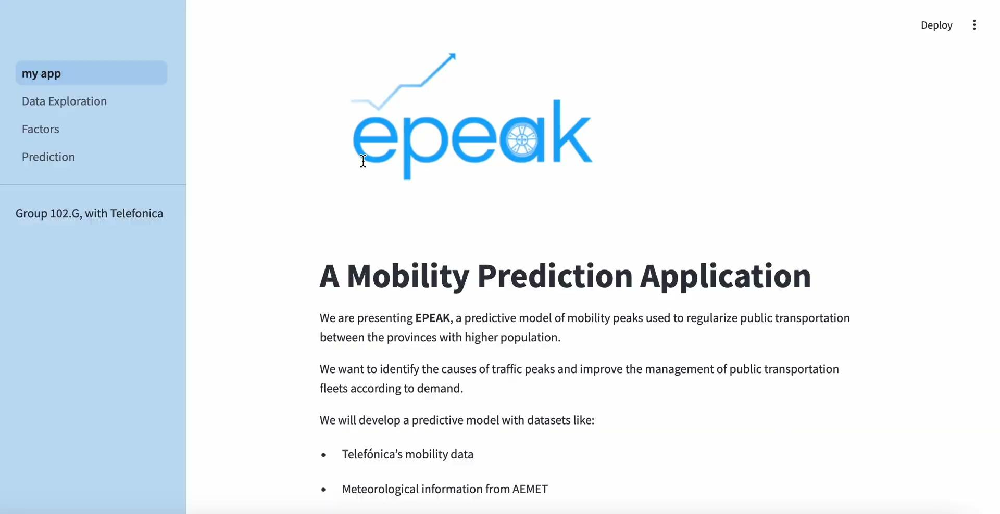 Deploy
my app
Data Exploration
Factors
Prediction
Group 102.G, with Telefonica
epeak
A Mobility Prediction Application
We are presenting EPEAK, a predictive model of mobility peaks used to regularize public transportation
between the provinces with higher population.
We want to identify the causes of traffic peaks and improve the management of public transportation
fleets according to demand.
We will develop a predictive model with datasets like:
• Telefónica’s mobility data
• Meteorological information from AEMET